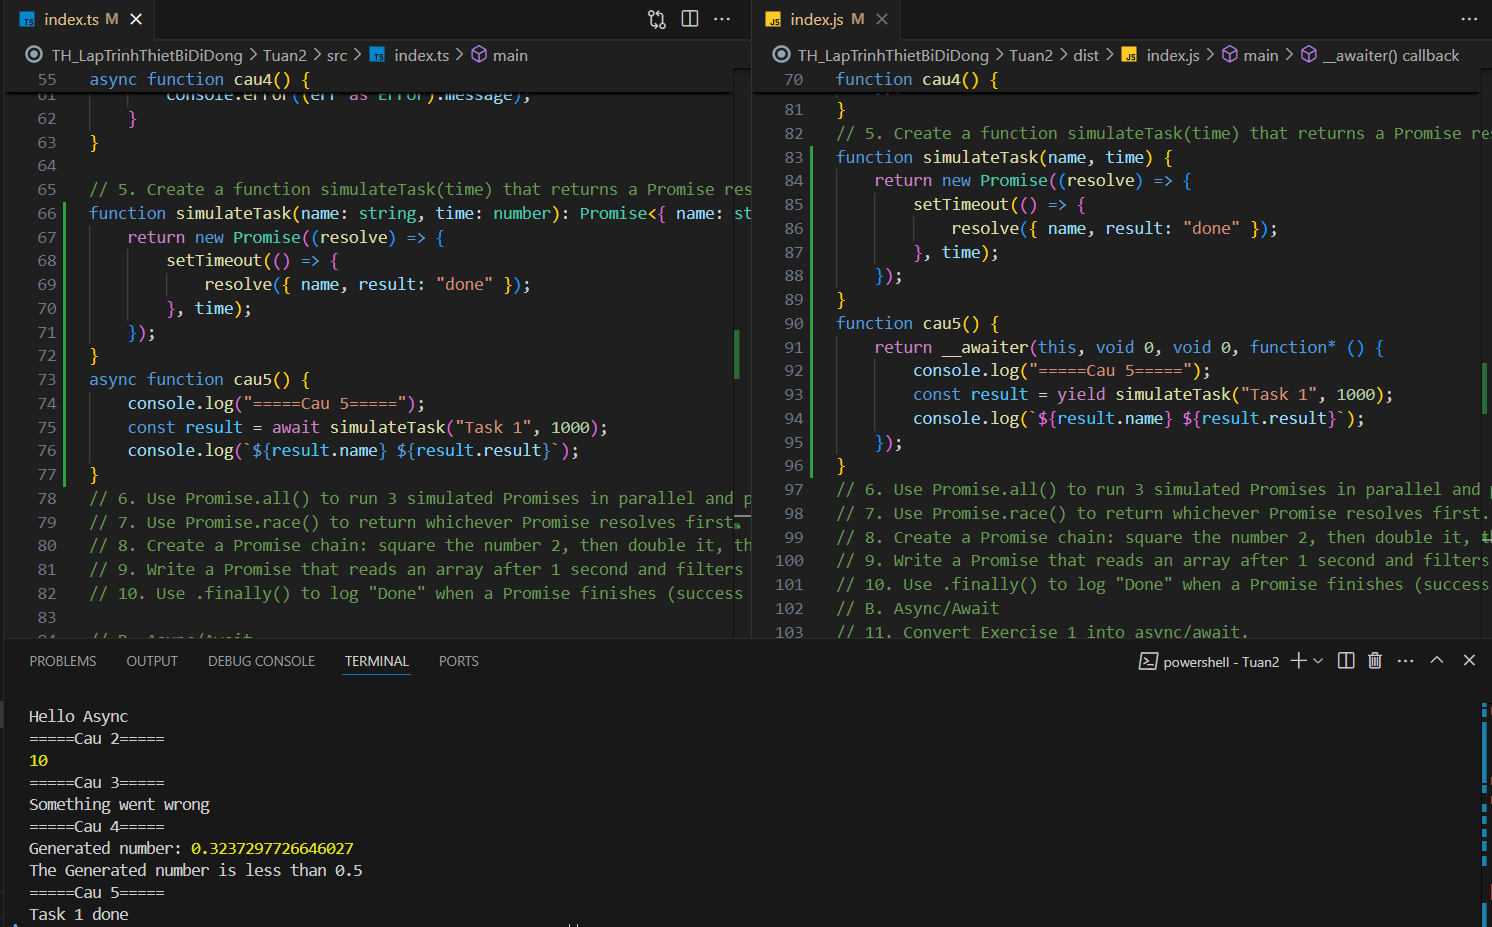 index.ts M
TH_LapTrinhThietBiDiDong > Tuan2 > src > index.ts > main
55 async function cau4() {
61 console.error((err as Error).message);
62 }
63 }
64
65 // 5. Create a function simulateTask(time) that returns a Promise res
66 function simulateTask(name: string, time: number): Promise<{ name: st
67 return new Promise((resolve) => {
68 setTimeout(() => {
69 resolve({ name, result: "done" });
70 }, time);
71 });
72 }
73 async function cau5() {
74 console.log("=====Cau 5=====");
75 const result = await simulateTask("Task 1", 1000);
76 console.log(`${result.name} ${result.result}`);
77 }
78 // 6. Use Promise.all() to run 3 simulated Promises in parallel and p
79 // 7. Use Promise.race() to return whichever Promise resolves first.
80 // 8. Create a Promise chain: square the number 2, then double it, th
81 // 9. Write a Promise that reads an array after 1 second and filters
82 // 10. Use .finally() to log "Done" when a Promise finishes (success
83
84 // B. Async/Await
index.js M
TH_LapTrinhThietBiDiDong > Tuan2 > dist > index.js > main > __awaiter() callback
70 function cau4() {
81 }
82 // 5. Create a function simulateTask(time) that returns a Promise res
83 function simulateTask(name, time) {
84 return new Promise((resolve) => {
85 setTimeout(() => {
86 resolve({ name, result: "done" });
87 }, time);
88 });
89 }
90 function cau5() {
91 return __awaiter(this, void 0, void 0, function* () {
92 console.log("=====Cau 5=====");
93 const result = yield simulateTask("Task 1", 1000);
94 console.log(`${result.name} ${result.result}`);
95 });
96 }
97 // 6. Use Promise.all() to run 3 simulated Promises in parallel and p
98 // 7. Use Promise.race() to return whichever Promise resolves first.
99 // 8. Create a Promise chain: square the number 2, then double it, th
100 // 9. Write a Promise that reads an array after 1 second and filters
101 // 10. Use .finally() to log "Done" when a Promise finishes (success
102 // B. Async/Await
103 // 11. Convert Exercise 1 into async/await.
PROBLEMS OUTPUT DEBUG CONSOLE TERMINAL PORTS powershell - Tuan2
Hello Async
=====Cau 2=====
10
=====Cau 3=====
Something went wrong
=====Cau 4=====
Generated number: 0.3237297726646027
The Generated number is less than 0.5
=====Cau 5=====
Task 1 done